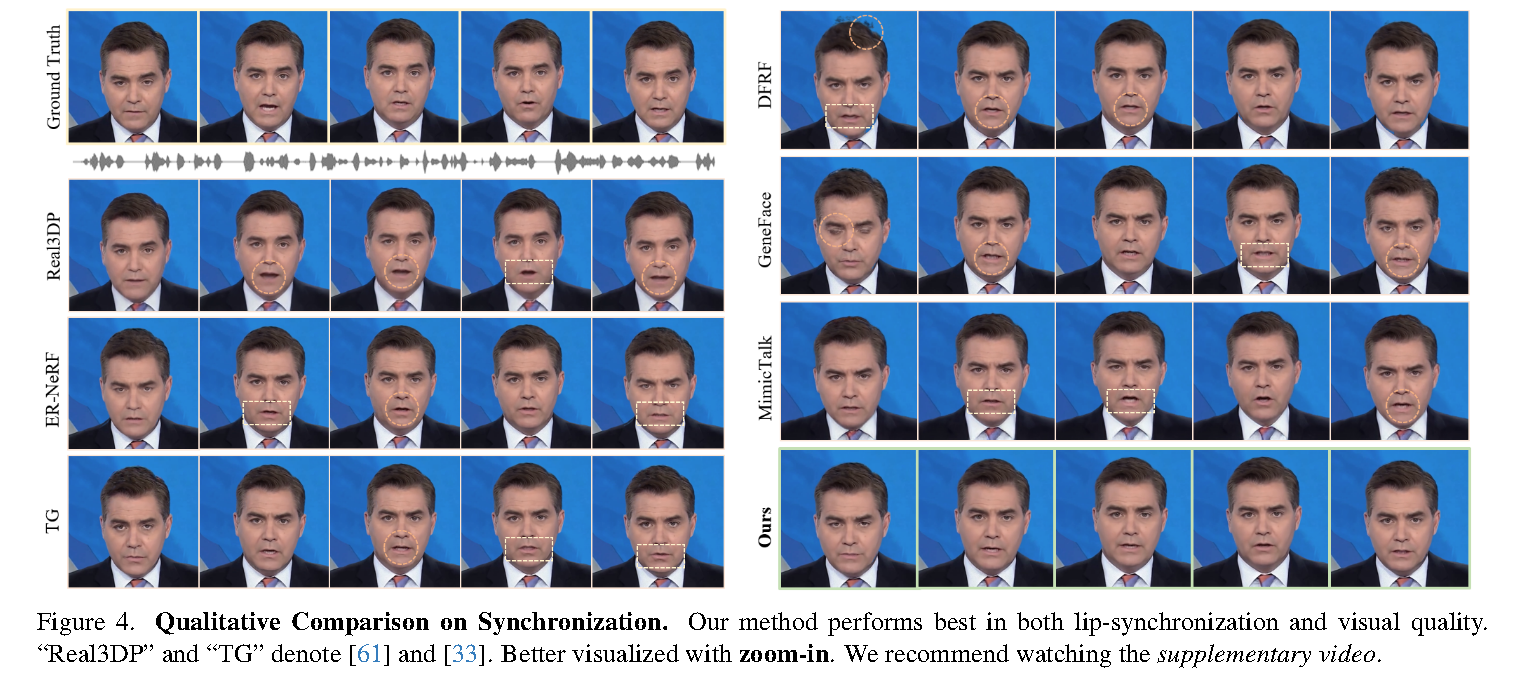 Ground Truth
Real3DP
ER-NeRF
TG
DFRF
GeneFace
MimicTalk
Ours
Figure 4. Qualitative Comparison on Synchronization. Our method performs best in both lip-synchronization and visual quality.
“Real3DP” and “TG” denote [61] and [33]. Better visualized with zoom-in. We recommend watching the supplementary video.